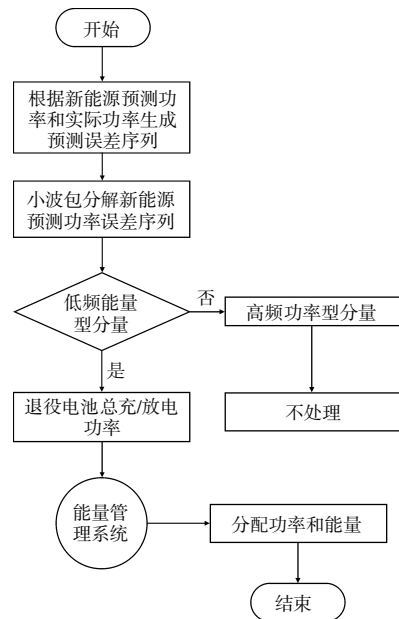 开始
根据新能源预测功
率和实际功率生成
预测误差序列
小波包分解新能源
预测功率误差序列
低频能量
型分量
否
高频功率型分量
是
不处理
退役电池总充/放电
功率
能量管
理系统
分配功率和能量
结束